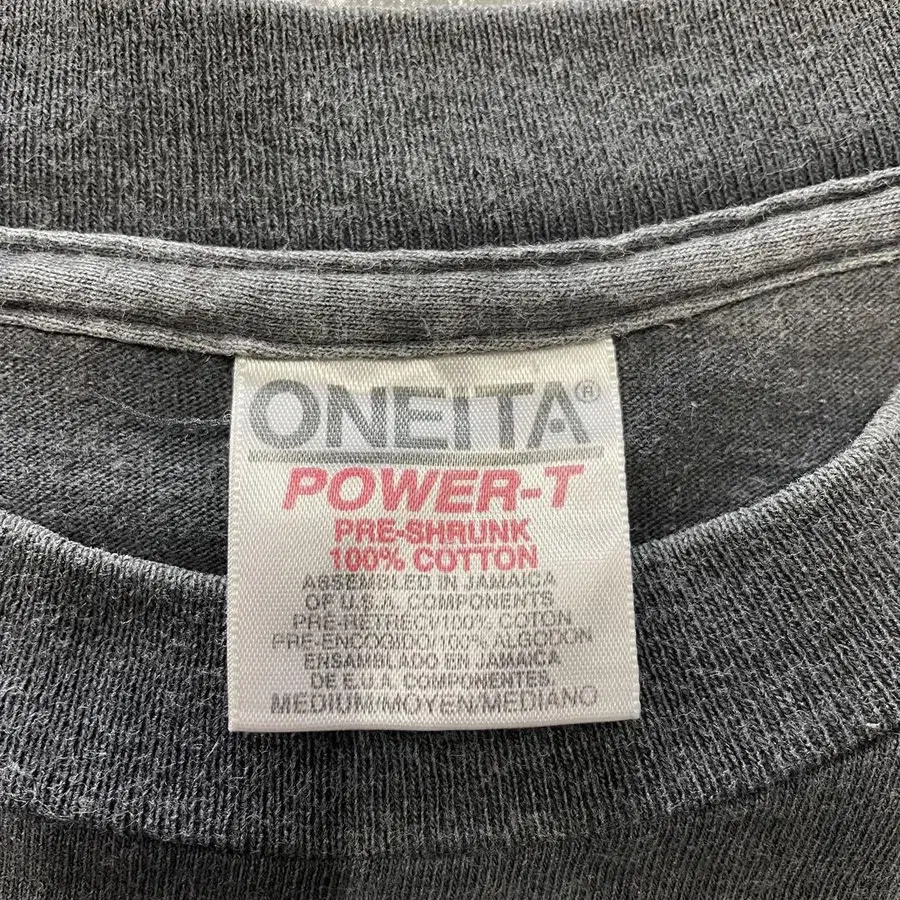 ONEITA®
POWER-T
PRE-SHRUNK
100% COTTON
ASSEMBLED IN JAMAICA
OF U.S.A. COMPONENTS
PRE-RETRECI/100% COTON
PRE-ENCOGIDO/100% ALGODON
ENSAMBLADO EN JAMAICA
DE E.U.A. COMPONENTES.
MEDIUM/MOYEN/MEDIANO